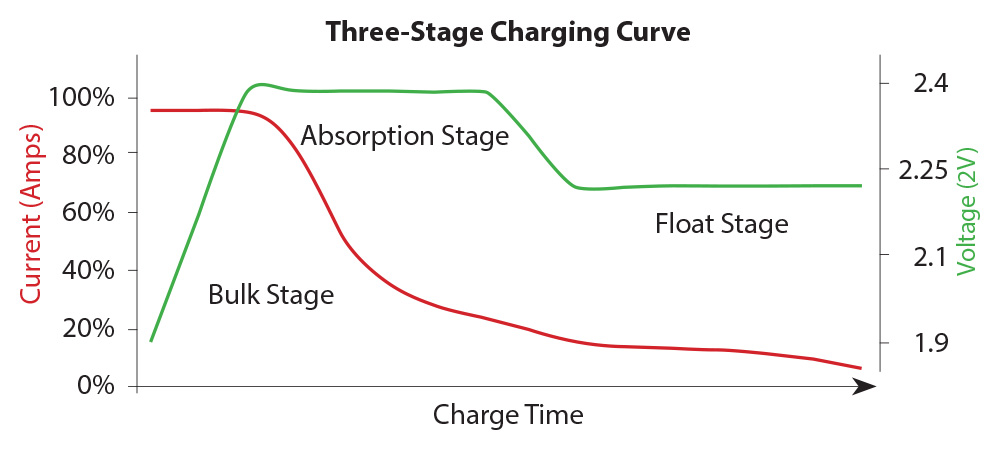 Three-Stage Charging Curve
100%
80%
60%
40%
20%
0%
Current (Amps)
Absorption Stage
Bulk Stage
Float Stage
2.4
2.25
2.1
1.9
Voltage (2V)
Charge Time